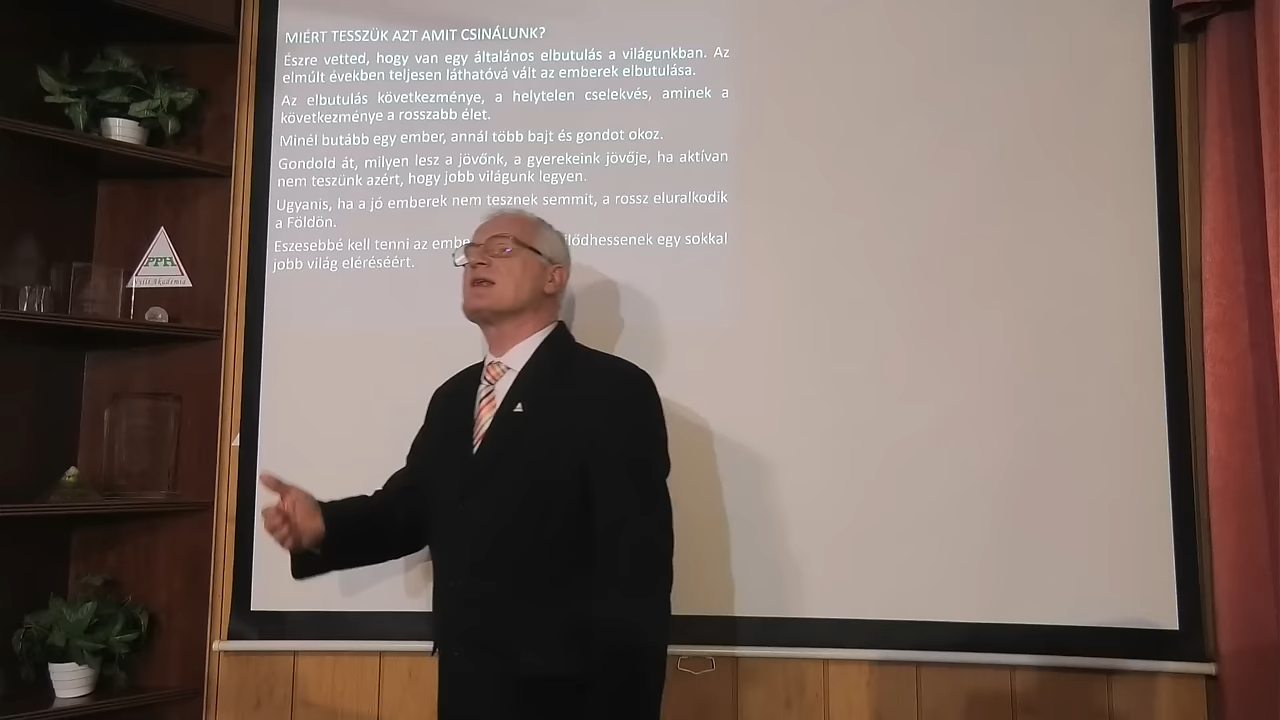 MIÉRT TESSZÜK AZT AMIT CSINÁLUNK?
Észre vetted, hogy van egy általános elbutulás a világunkban. Az
elmúlt években teljesen láthatóvá vált az emberek elbutulása.
Az elbutulás következménye, a helytelen cselekvés, aminek a
következménye a rosszabb élet.
Minél butább egy ember, annál több bajt és gondot okoz.
Gondold át, milyen lesz a jövőnk, a gyerekeink jövője, ha aktívan
nem teszünk azért, hogy jobb világunk legyen.
Ugyanis, ha a jó emberek nem tesznek semmit, a rossz eluralkodik
a Földön.
Eszesebbé kell tenni az embe lődhessenek egy sokkal
jobb világ eléréséért.
PPH